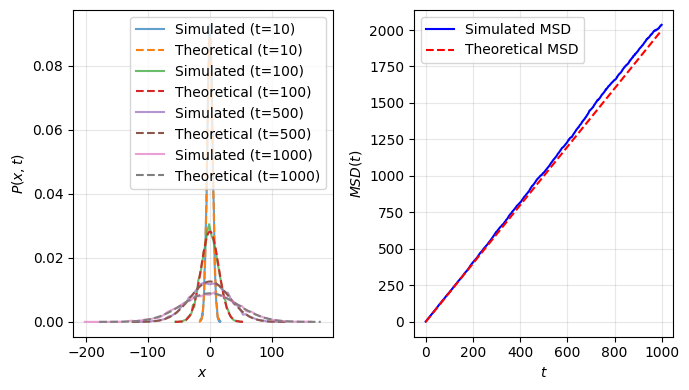 Simulated (t=10)
Theoretical (t=10)
Simulated (t=100)
Theoretical (t=100)
Simulated (t=500)
Theoretical (t=500)
Simulated (t=1000)
Theoretical (t=1000)
0.08
0.06
0.04
0.02
0.00
P(x, t)
−200
−100
0
100
x
Simulated MSD
Theoretical MSD
2000
1750
1500
1250
1000
750
500
250
0
MSD(t)
0
200
400
600
800
1000
t